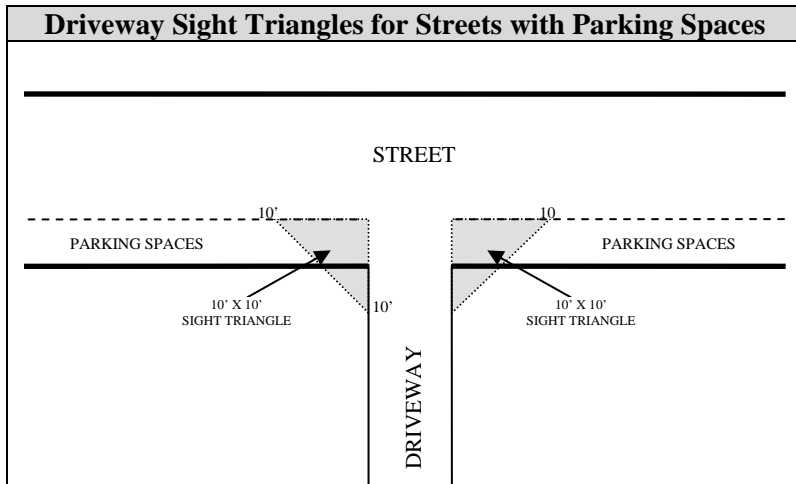 Driveway Sight Triangles for Streets with Parking Spaces
STREET
10’
10
PARKING SPACES
PARKING SPACES
10’ X 10’
SIGHT TRIANGLE
10’
10’ X 10’
SIGHT TRIANGLE
DRIVEWAY